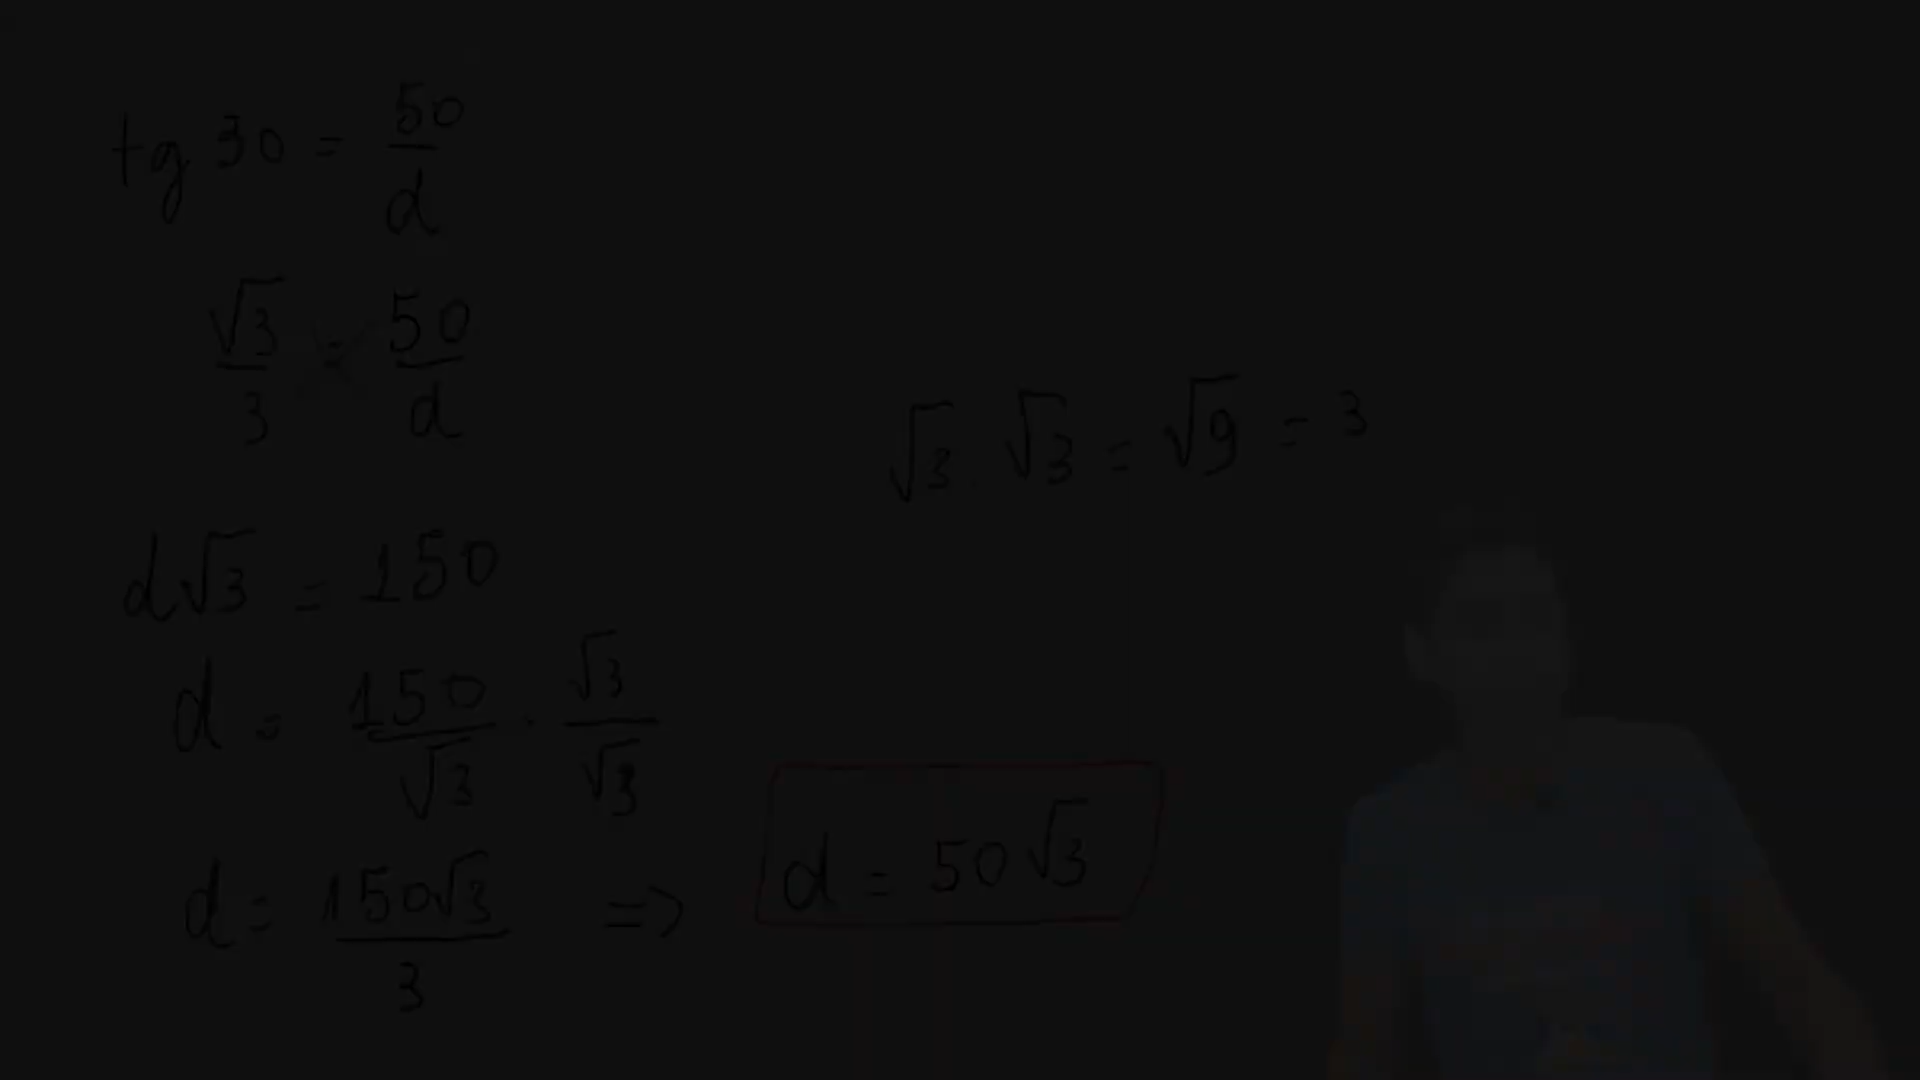 tg 30 = 50/d
√3/3 = 50/d
√3 . √3 = √9 = 3
d√3 = 150
d = 150/√3 . √3/√3
d = 150√3/3 => d = 50√3